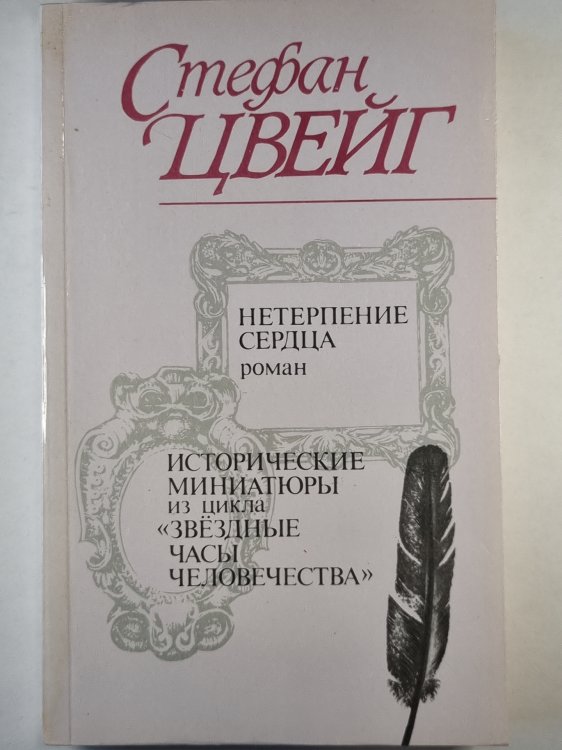 Стефан
ЦВЕЙГ
НЕТЕРПЕНИЕ
СЕРДЦА
роман
ИСТОРИЧЕСКИЕ
МИНИАТЮРЫ
из цикла
«ЗВЁЗДНЫЕ
ЧАСЫ
ЧЕЛОВЕЧЕСТВА»